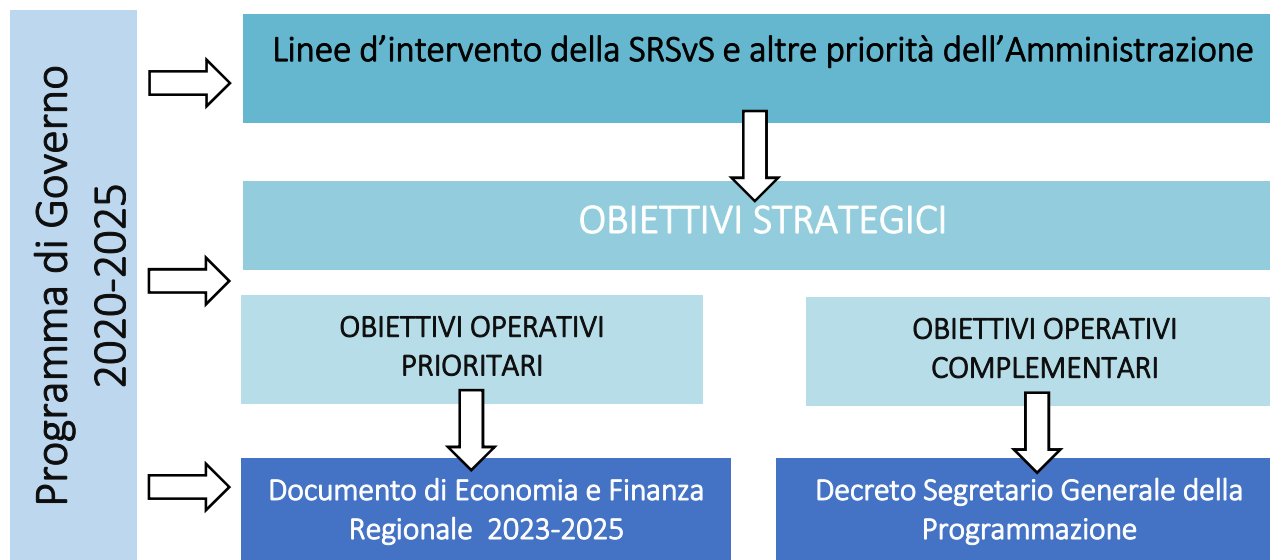 Programma di Governo
2020-2025
Linee d’intervento della SRSvS e altre priorità dell’Amministrazione
OBIETTIVI STRATEGICI
OBIETTIVI OPERATIVI
PRIORITARI
OBIETTIVI OPERATIVI
COMPLEMENTARI
Documento di Economia e Finanza
Regionale 2023-2025
Decreto Segretario Generale della
Programmazione